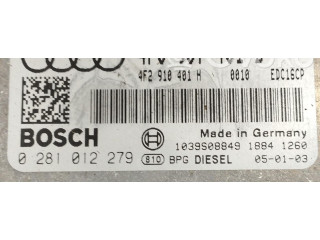 4F2 910 401 H 0010 EDC16CP
BOSCH
Made in Germany
1039S08849 1884 1260
0 281 012 279 B10 BPG DIESEL 05-01-03